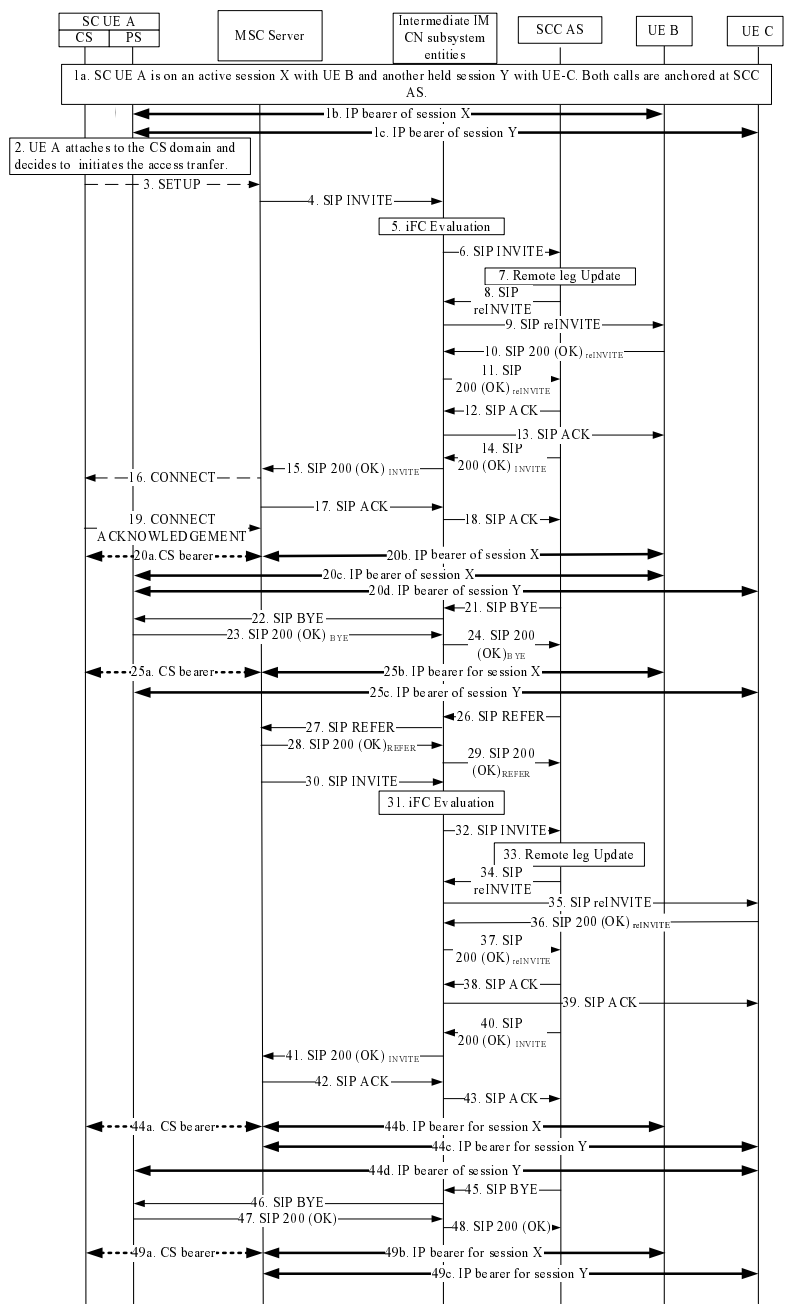 SC UE A
CS
PS
MSC Server
Intermediate IM
CN subsystem
entities
SCC AS
UE B
UE C
1a. SC UE A is on an active session X with UE B and another held session Y with UE-C. Both calls are anchored at SCC
AS.
1b. IP bearer of session X
1c. IP bearer of session Y
2. UE A attaches to the CS domain and
decides to initiates the access tranfer.
3. SETUP
4. SIP INVITE
5. iFC Evaluation
6. SIP INVITE
7. Remote leg Update
8. SIP
reINVITE
9. SIP reINVITE
10. SIP 200 (OK) reINVITE
11. SIP
200 (OK) reINVITE
12. SIP ACK
13. SIP ACK
14. SIP
200 (OK) INVITE
15. SIP 200 (OK) INVITE
16. CONNECT
17. SIP ACK
18. SIP ACK
19. CONNECT
ACKNOWLEDGEMENT
20a. CS bearer
20b. IP bearer of session X
20c. IP bearer of session X
20d. IP bearer of session Y
21. SIP BYE
22. SIP BYE
23. SIP 200 (OK) BYE
24. SIP 200
(OK)BYE
25a. CS bearer
25b. IP bearer for session X
25c. IP bearer of session Y
26. SIP REFER
27. SIP REFER
28. SIP 200 (OK)REFER
29. SIP 200
(OK)REFER
30. SIP INVITE
31. iFC Evaluation
32. SIP INVITE
33. Remote leg Update
34. SIP
reINVITE
35. SIP reINVITE
36. SIP 200 (OK) reINVITE
37. SIP
200 (OK) reINVITE
38. SIP ACK
39. SIP ACK
40. SIP
200 (OK) INVITE
41. SIP 200 (OK) INVITE
42. SIP ACK
43. SIP ACK
44a. CS bearer
44b. IP bearer for session X
44c. IP bearer for session Y
44d. IP bearer of session Y
45. SIP BYE
46. SIP BYE
47. SIP 200 (OK)
48. SIP 200 (OK)
49a. CS bearer
49b. IP bearer for session X
49c. IP bearer for session Y